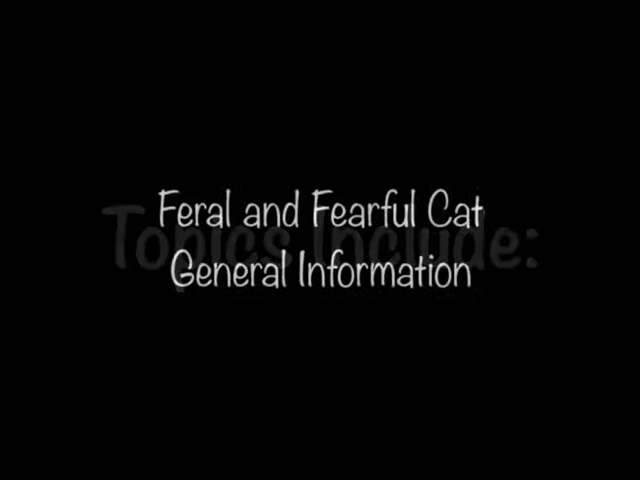 Feral and Fearful Cat
Topics Include:
General Information